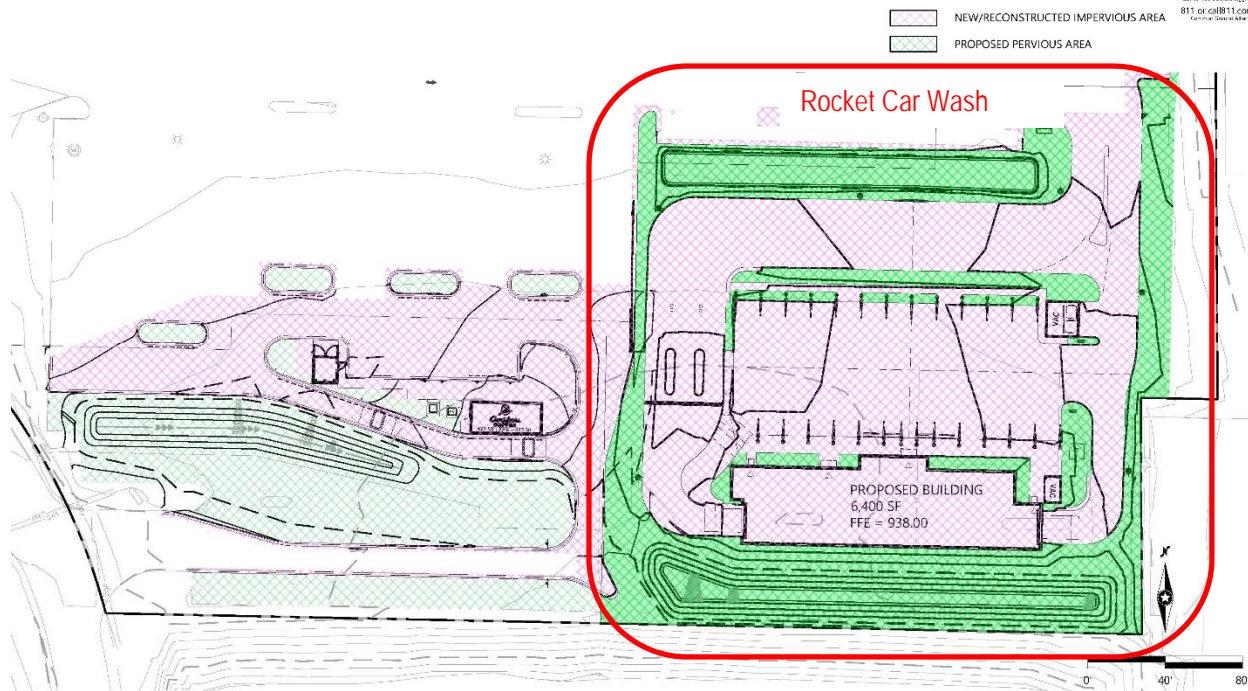 811 or call811.com
NEW/RECONSTRUCTED IMPERVIOUS AREA
PROPOSED PERVIOUS AREA
Rocket Car Wash
VAC
PROPOSED BUILDING
6,400 SF
FFE = 938.00
VAC
0'
40'
80